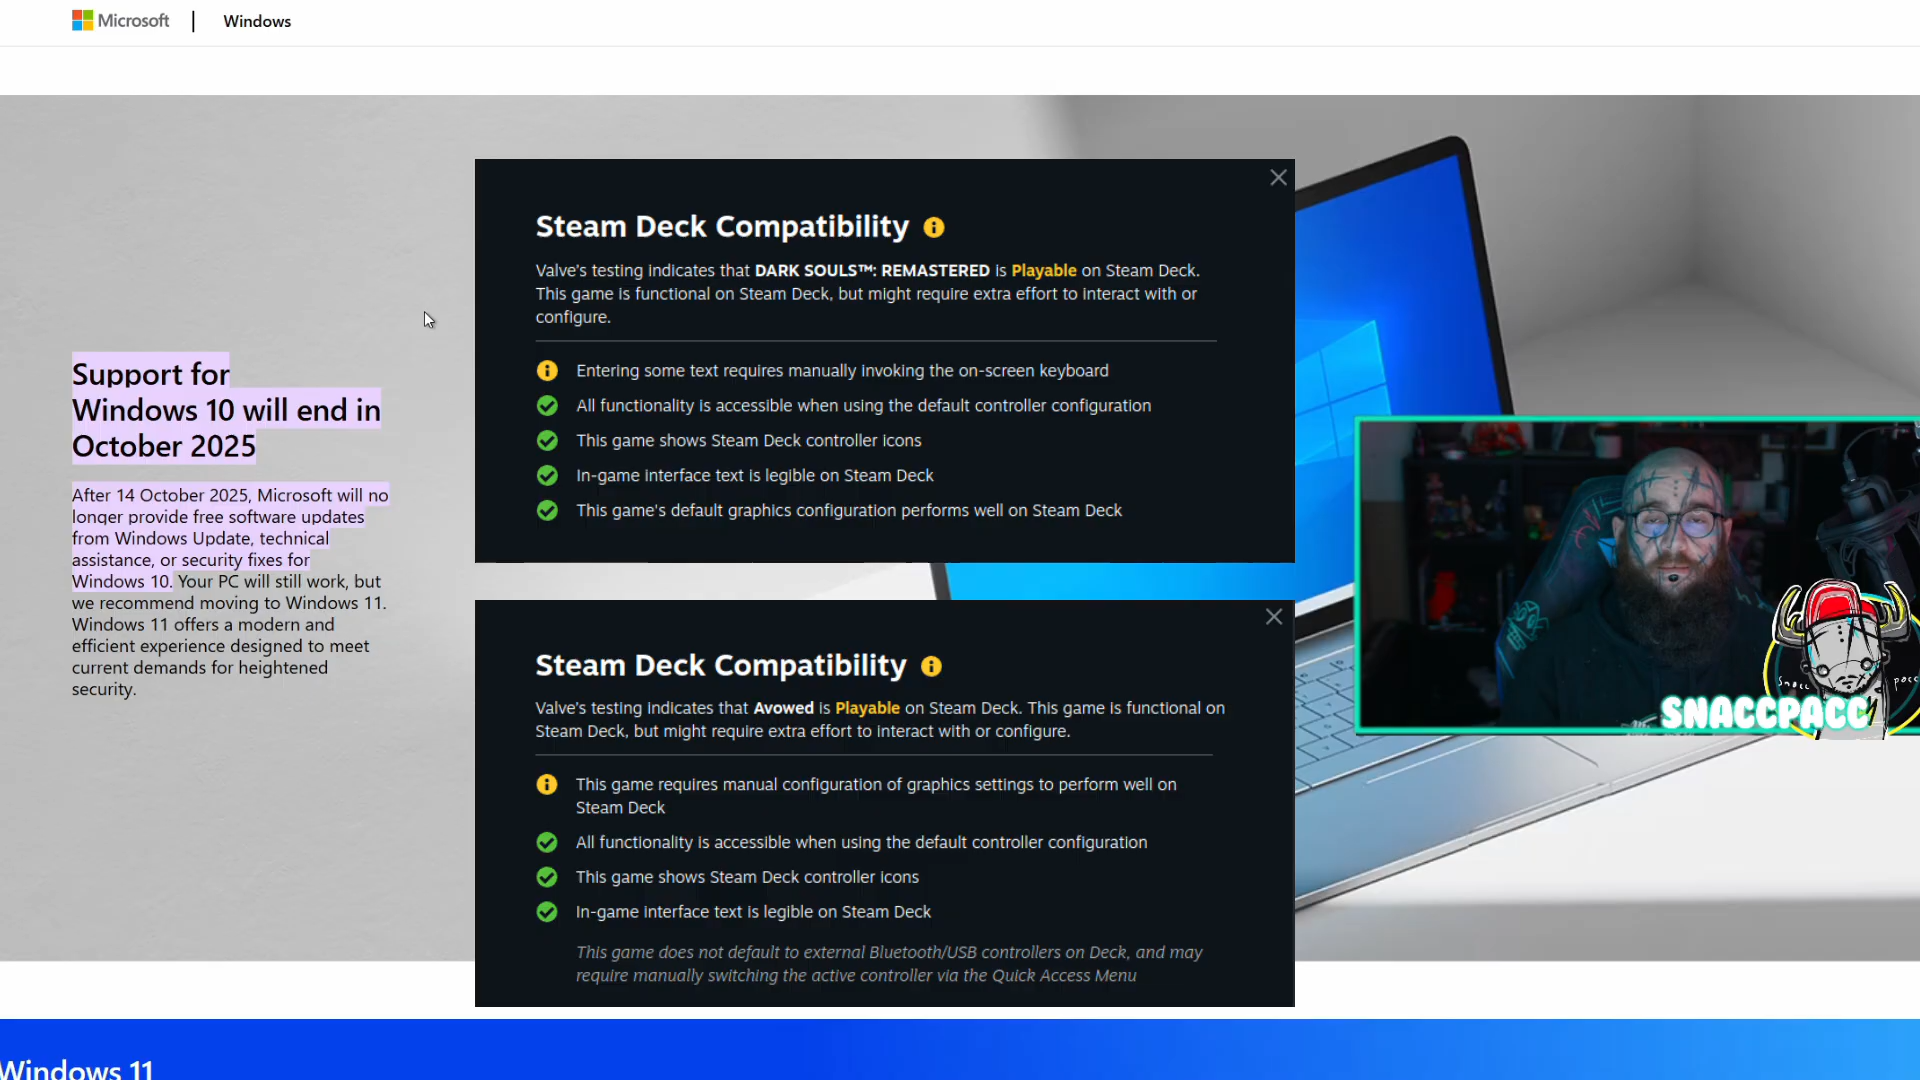 Microsoft | Windows
Support for
Windows 10 will end in
October 2025
After 14 October 2025, Microsoft will no
longer provide free software updates
from Windows Update, technical
assistance, or security fixes for
Windows 10. Your PC will still work, but
we recommend moving to Windows 11.
Windows 11 offers a modern and
efficient experience designed to meet
current demands for heightened
security.
Steam Deck Compatibility
Valve's testing indicates that DARK SOULS™: REMASTERED is Playable on Steam Deck.
This game is functional on Steam Deck, but might require extra effort to interact with or
configure.
Entering some text requires manually invoking the on-screen keyboard
All functionality is accessible when using the default controller configuration
This game shows Steam Deck controller icons
In-game interface text is legible on Steam Deck
This game's default graphics configuration performs well on Steam Deck
Steam Deck Compatibility
Valve's testing indicates that Avowed is Playable on Steam Deck. This game is functional on
Steam Deck, but might require extra effort to interact with or configure.
This game requires manual configuration of graphics settings to perform well on
Steam Deck
All functionality is accessible when using the default controller configuration
This game shows Steam Deck controller icons
In-game interface text is legible on Steam Deck
This game does not default to external Bluetooth/USB controllers on Deck, and may
require manually switching the active controller via the Quick Access Menu
snacc pacc
SNACCPACC
Windows 11